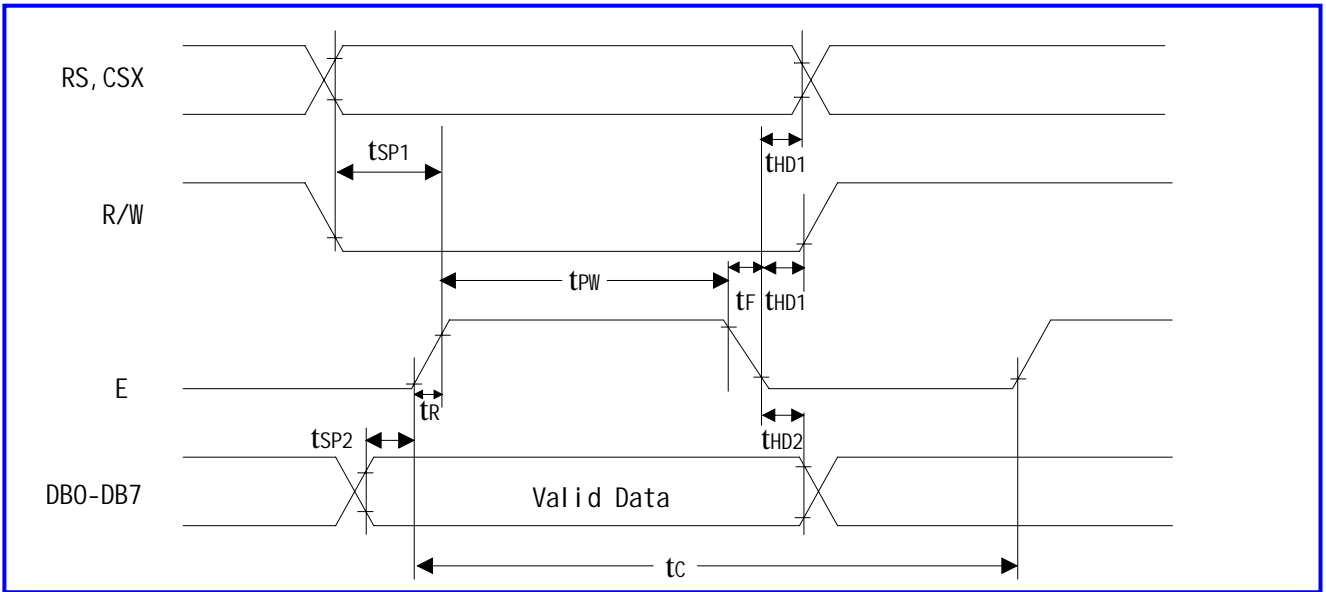 RS,CSX
tSP1
tHD1
R/W
tPW
tF
tHD1
E
tR
tSP2
tHD2
DB0-DB7
Valid Data
tC